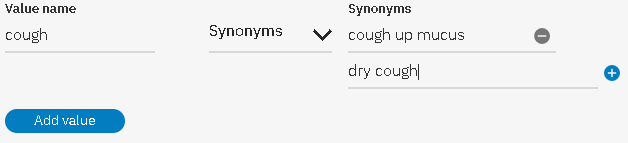 Value name
Synonyms
cough
Synonyms
cough up mucus
dry cough
Add value